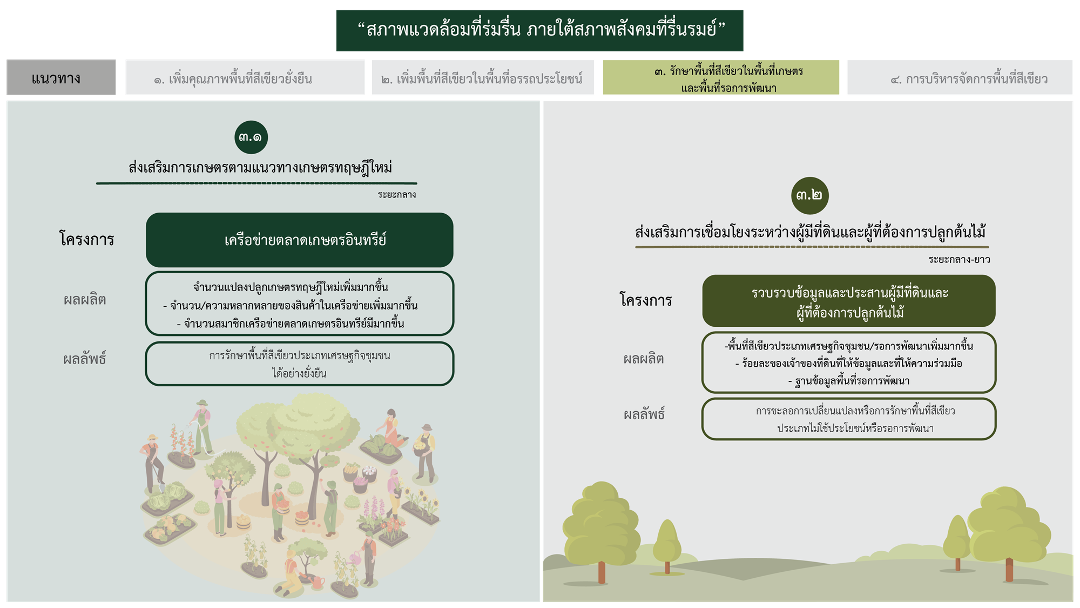 “สภาพแวดล้อมที่ร่มรื่น ภายใต้สภาพสังคมที่รื่นรมย์”
แนวทาง
๑. เพิ่มคุณภาพพื้นที่สีเขียวยั่งยืน
๒. เพิ่มพื้นที่สีเขียวในพื้นที่อรรถประโยชน์
๓. รักษาพื้นที่สีเขียวในพื้นที่เกษตร
และพื้นที่รอการพัฒนา
๔. การบริหารจัดการพื้นที่สีเขียว
๓.๑
ส่งเสริมการเกษตรตามแนวทางเกษตรทฤษฎีใหม่
ระยะกลาง
โครงการ
เครือข่ายตลาดเกษตรอินทรีย์
ผลผลิต
จำนวนแปลงปลูกเกษตรทฤษฎีใหม่เพิ่มมากขึ้น
- จำนวน/ความหลากหลายของสินค้าในเครือข่ายเพิ่มมากขึ้น
- จำนวนสมาชิกเครือข่ายตลาดเกษตรอินทรีย์มีมากขึ้น
ผลลัพธ์
การรักษาพื้นที่สีเขียวประเภทเศรษฐกิจชุมชน
ได้อย่างยั่งยืน
๓.๒
ส่งเสริมการเชื่อมโยงระหว่างผู้มีที่ดินและผู้ที่ต้องการปลูกต้นไม้
ระยะกลาง-ยาว
โครงการ
รวบรวบข้อมูลและประสานผู้มีที่ดินและ
ผู้ที่ต้องการปลูกต้นไม้
ผลผลิต
-พื้นที่สีเขียวประเภทเศรษฐกิจชุมชน/รอการพัฒนาเพิ่มมากขึ้น
- ร้อยละของเจ้าของที่ดินที่ให้ข้อมูลและที่ให้ความร่วมมือ
- ฐานข้อมูลพื้นที่รอการพัฒนา
ผลลัพธ์
การชะลอการเปลี่ยนแปลงหรือการรักษาพื้นที่สีเขียว
ประเภทไม่ใช้ประโยชน์หรือรอการพัฒนา